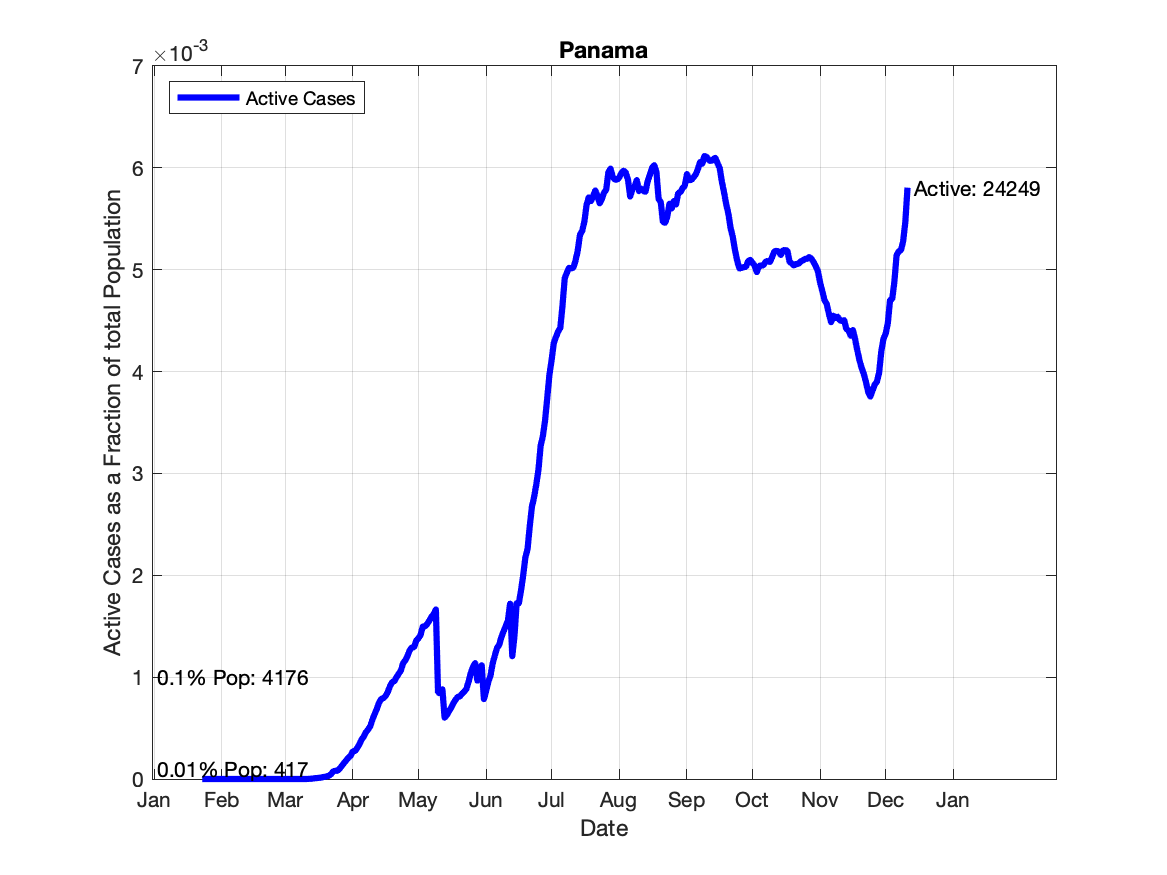 Panama
×10-3
Active Cases
7
6
5
4
3
2
1
0
Active Cases as a Fraction of total Population
Active: 24249
0.1% Pop: 4176
0.01% Pop: 417
Jan Feb Mar Apr May Jun Jul Aug Sep Oct Nov Dec Jan
Date